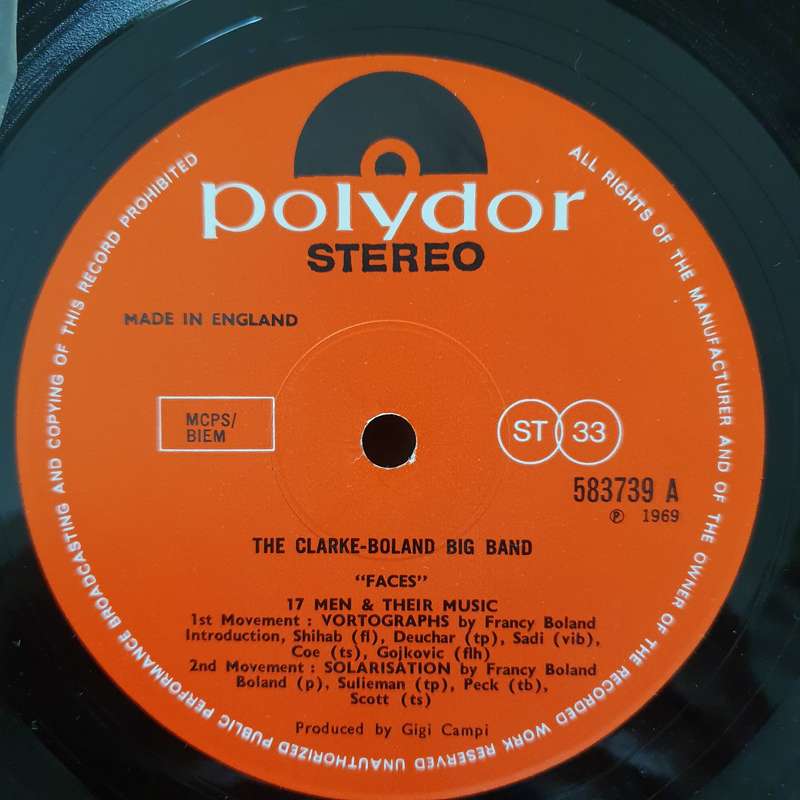 polydor
STEREO
MADE IN ENGLAND
MCPS/
BIEM
ST 33
583739 A
℗ 1969
THE CLARKE-BOLAND BIG BAND
"FACES"
17 MEN & THEIR MUSIC
1st Movement : VORTOGRAPHS by Francy Boland
Introduction, Shihab (fl), Deuchar (tp), Sadi (vib),
Coe (ts), Gojkovic (flh)
2nd Movement : SOLARISATION by Francy Boland
Boland (p), Sulieman (tp), Peck (tb),
Scott (ts)
Produced by Gigi Campi
ALL RIGHTS OF THE MANUFACTURER AND OF THE OWNER OF THE RECORDED WORK RESERVED UNAUTHORIZED PUBLIC PERFORMANCE BROADCASTING AND COPYING OF THIS RECORD PROHIBITED